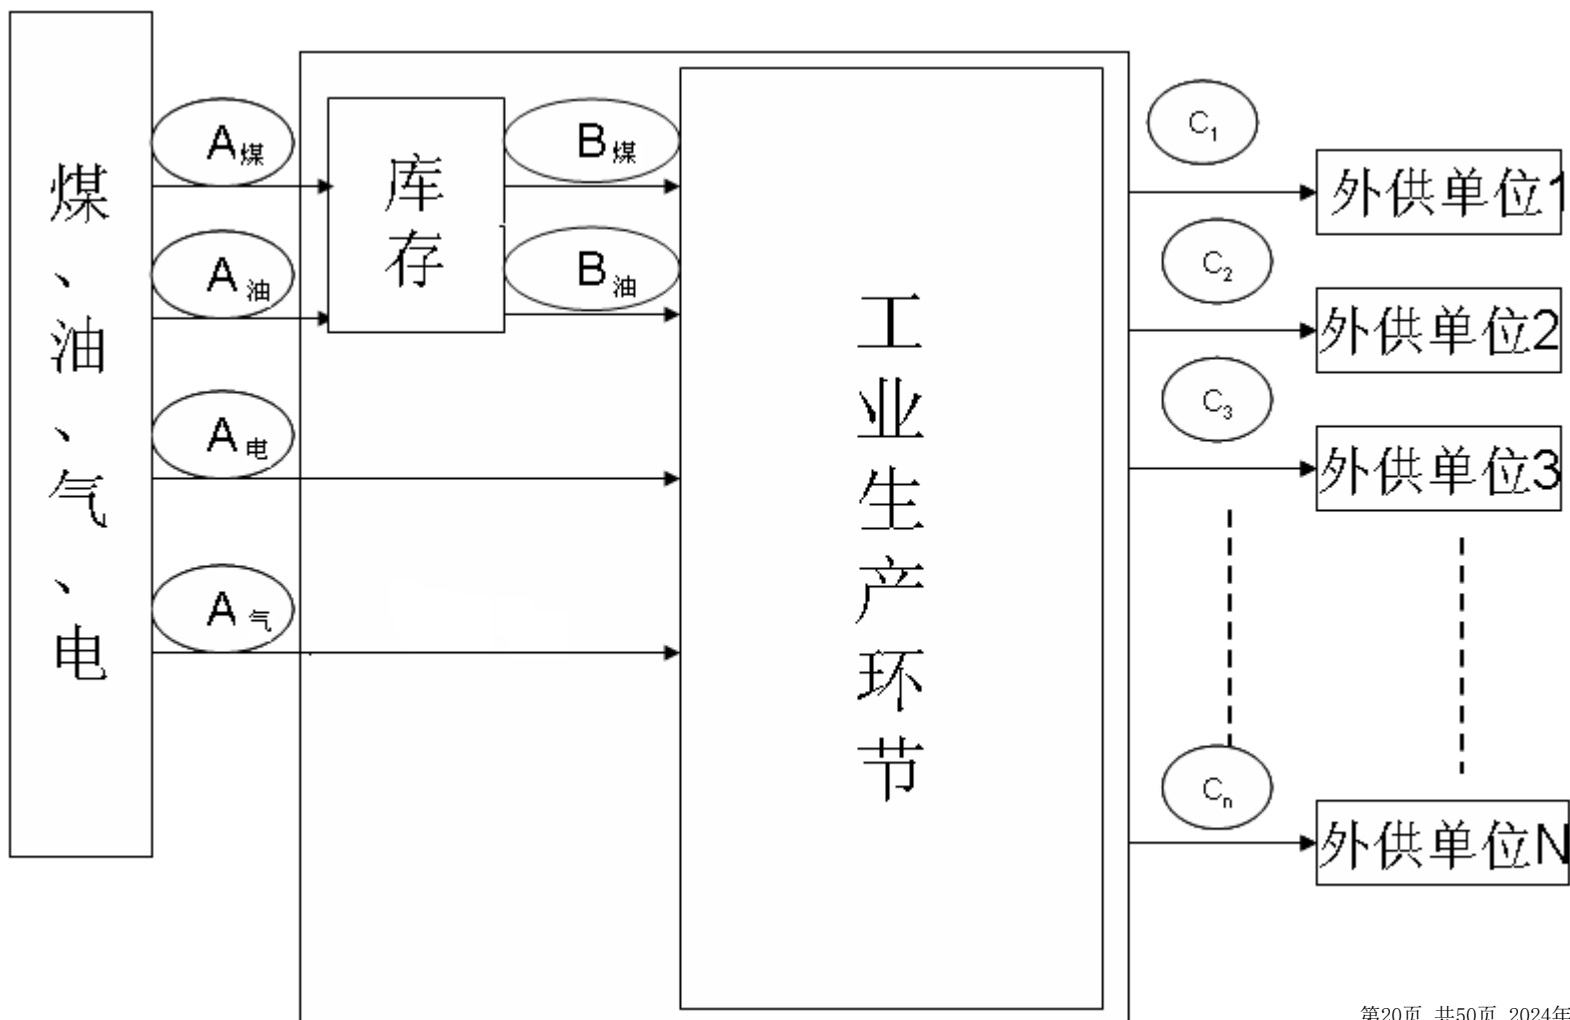 煤、油、气、电
A煤
A油
A电
A气
库存
B煤
B油
工业生产环节
C1
C2
C3
Cn
外供单位1
外供单位2
外供单位3
外供单位N
第20页 共50页 2024年